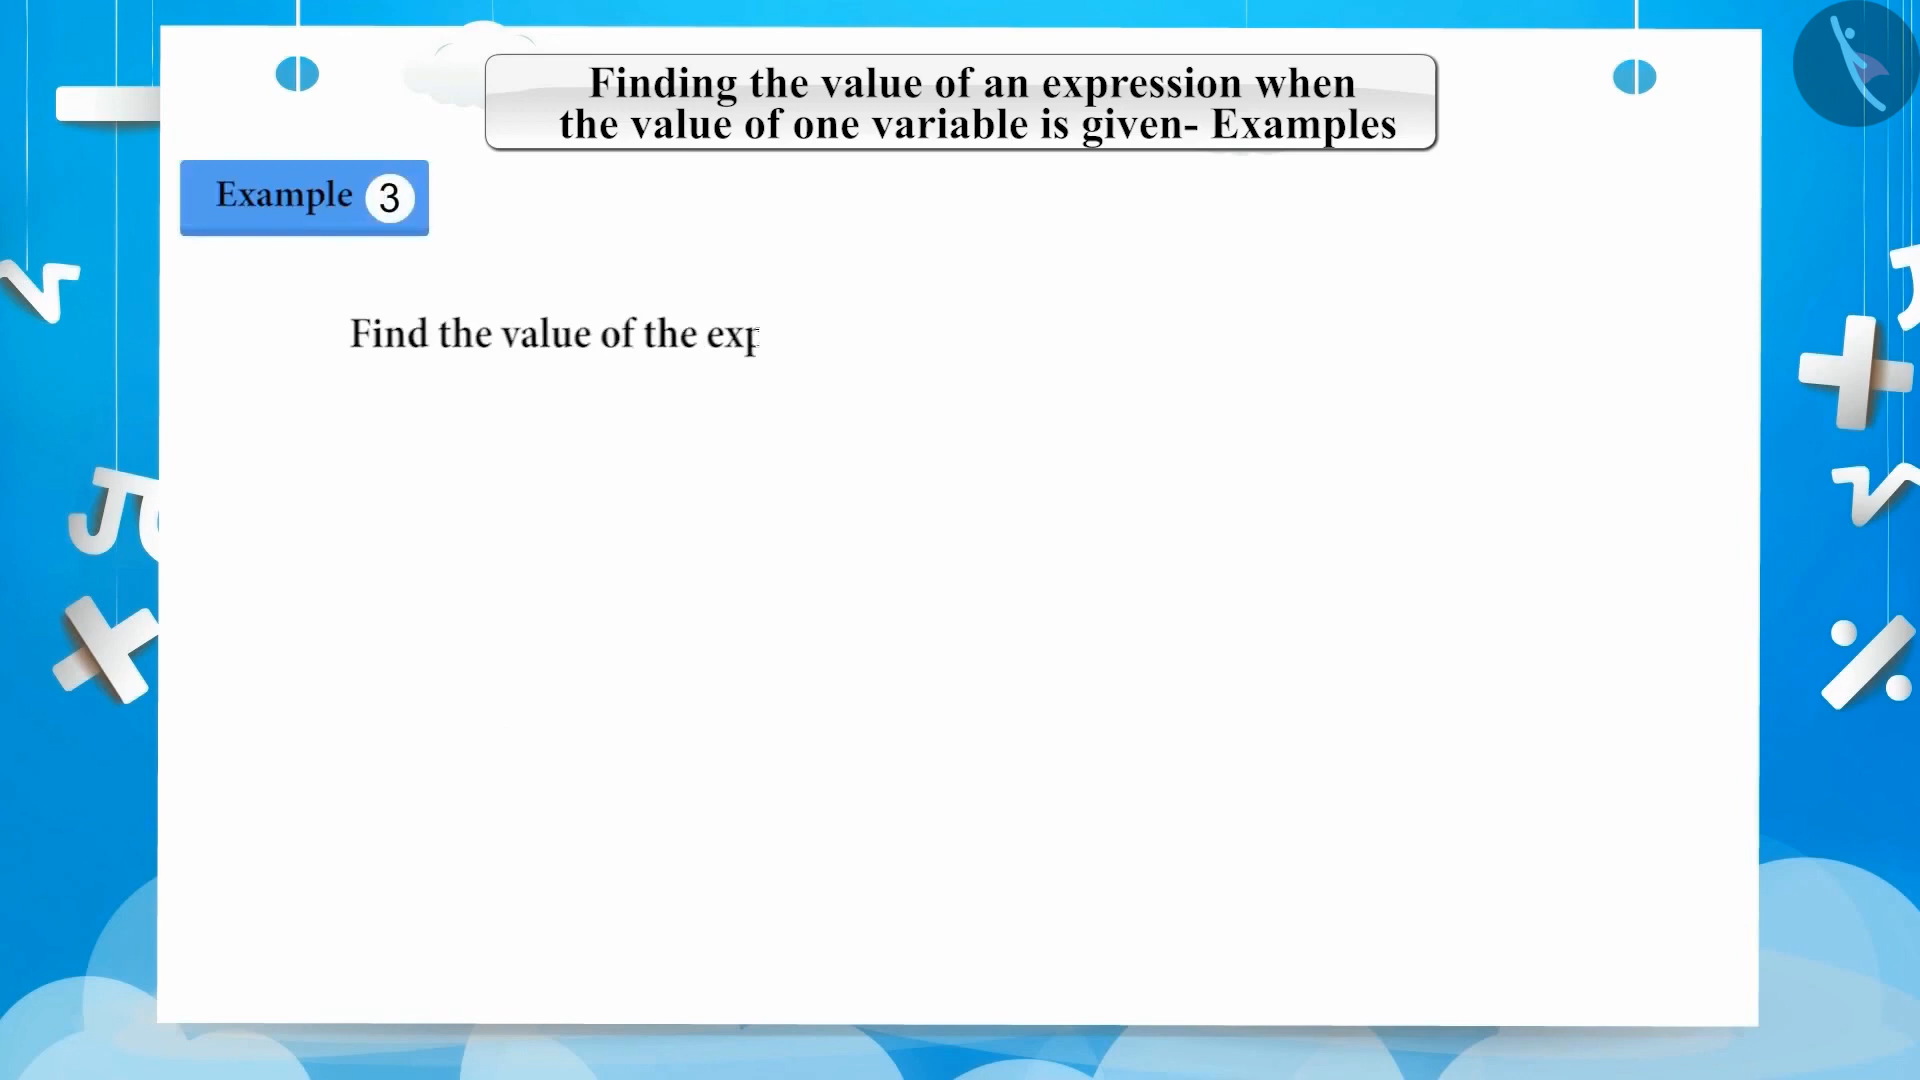 Finding the value of an expression when
the value of one variable is given- Examples
Example 3
Find the value of the exp